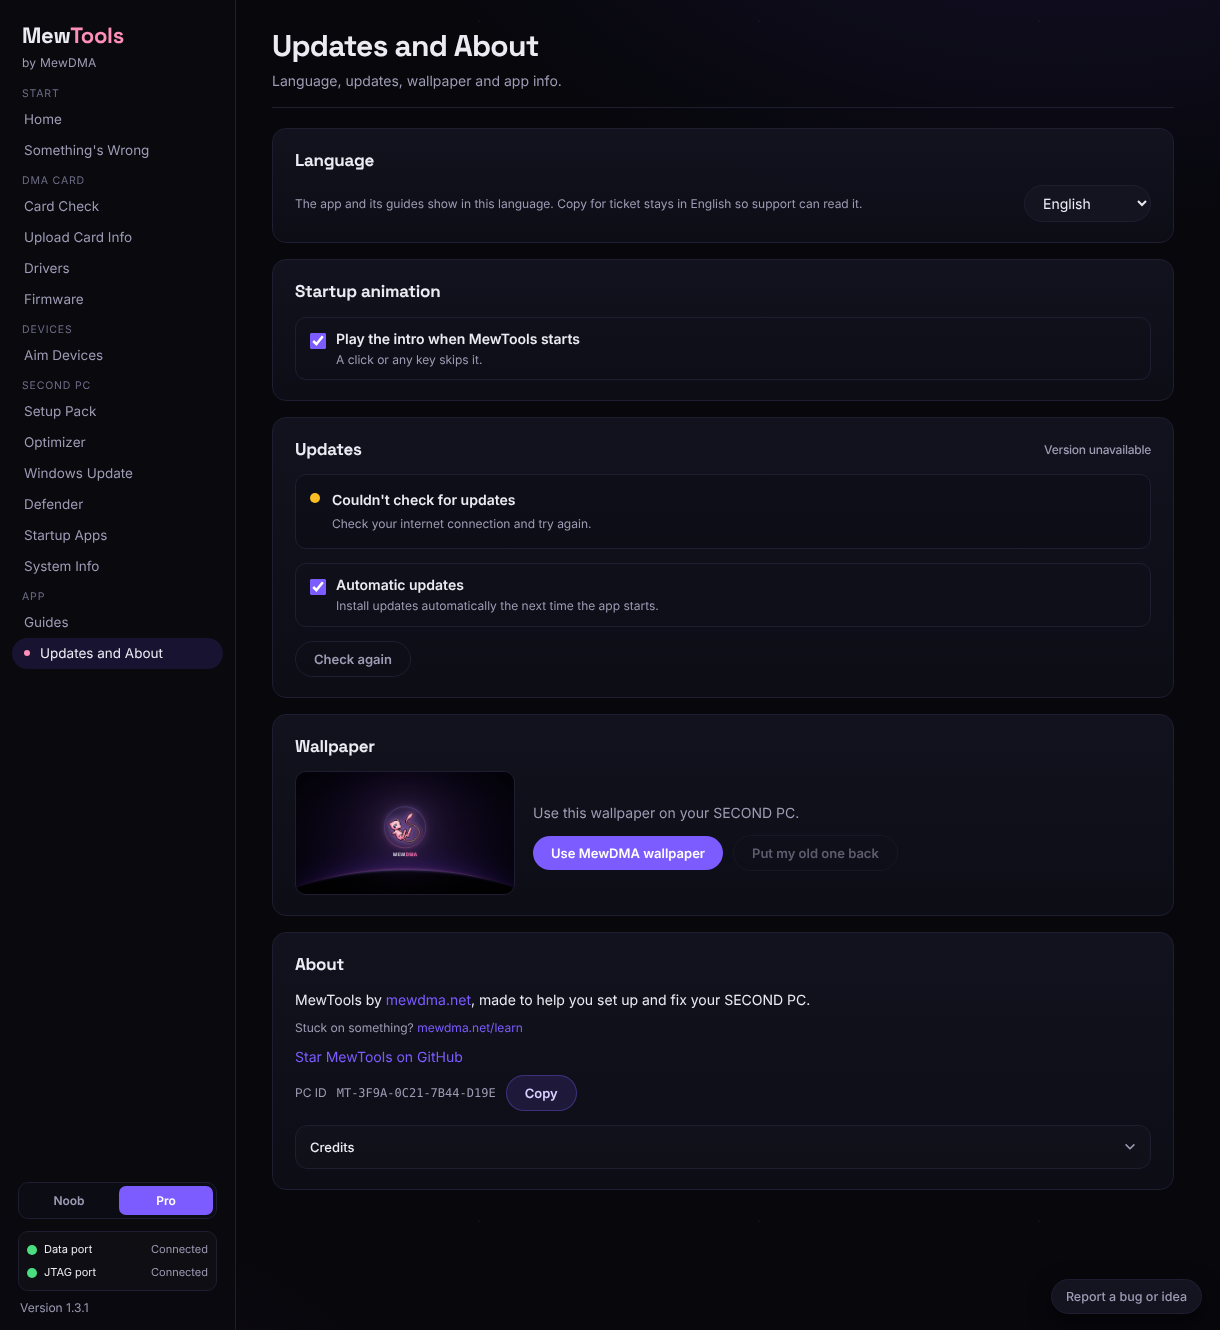 MewTools
by MewDMA
START
Home
Something's Wrong
DMA CARD
Card Check
Upload Card Info
Drivers
Firmware
DEVICES
Aim Devices
SECOND PC
Setup Pack
Optimizer
Windows Update
Defender
Startup Apps
System Info
APP
Guides
Updates and About
Noob
Pro
Data port Connected
JTAG port Connected
Version 1.3.1
Updates and About
Language, updates, wallpaper and app info.
Language
The app and its guides show in this language. Copy for ticket stays in English so support can read it.
English
Startup animation
Play the intro when MewTools starts
A click or any key skips it.
Updates
Version unavailable
Couldn't check for updates
Check your internet connection and try again.
Automatic updates
Install updates automatically the next time the app starts.
Check again
Wallpaper
MEWDMA
Use this wallpaper on your SECOND PC.
Use MewDMA wallpaper
Put my old one back
About
MewTools by mewdma.net, made to help you set up and fix your SECOND PC.
Stuck on something? mewdma.net/learn
Star MewTools on GitHub
PC ID MT-3F9A-0C21-7B44-D19E Copy
Credits
Report a bug or idea